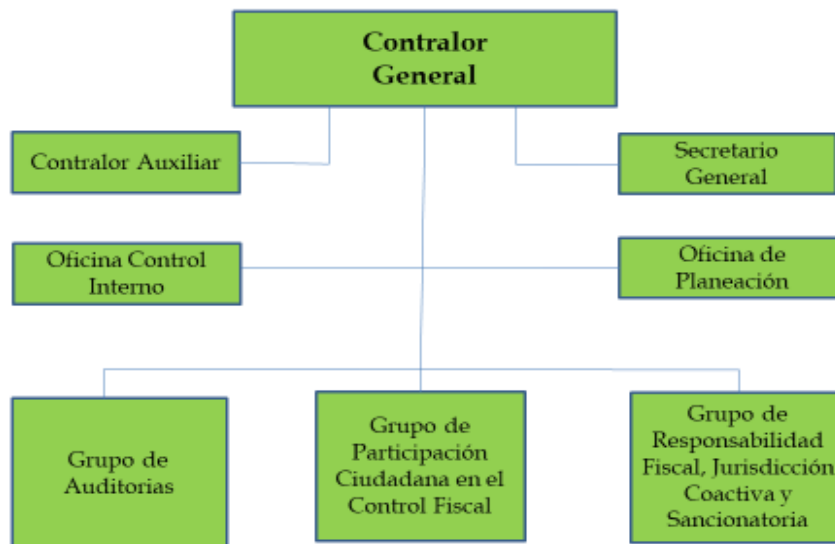 Contralor
General
Contralor Auxiliar
Secretario
General
Oficina Control
Interno
Oficina de
Planeación
Grupo de
Auditorias
Grupo de
Participación
Ciudadana en el
Control Fiscal
Grupo de
Responsabilidad
Fiscal, Jurisdicción
Coactiva y
Sancionatoria